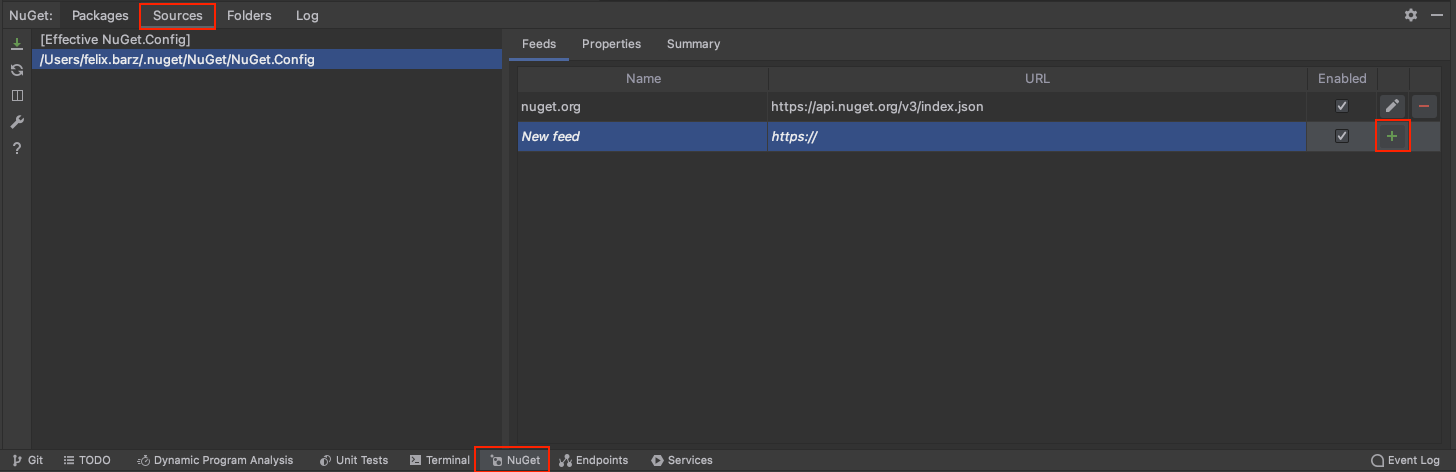 NuGet: Packages Sources Folders Log
[Effective NuGet.Config]
/Users/felix.barz/.nuget/NuGet/NuGet.Config
?
Feeds Properties Summary
Name URL Enabled
nuget.org https://api.nuget.org/v3/index.json
New feed https://
Git TODO Dynamic Program Analysis Unit Tests Terminal NuGet Endpoints Services Event Log